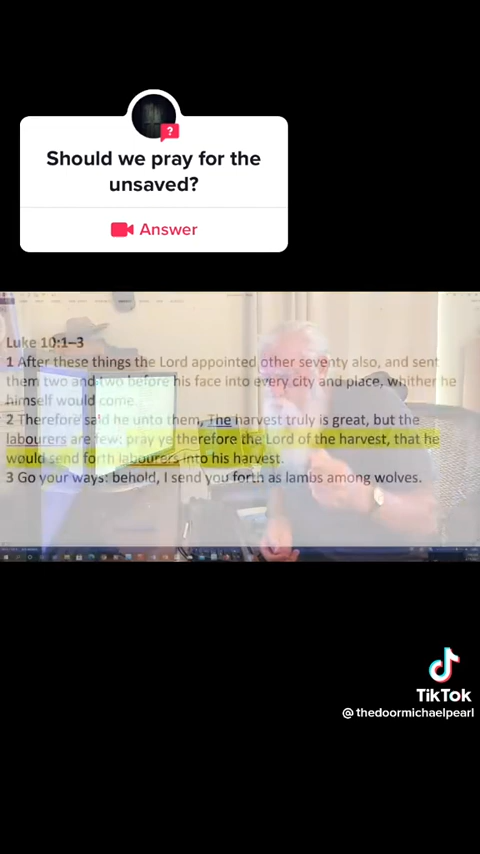 Should we pray for the
unsaved?
Answer
Luke 10:1–3
1 After these things the Lord appointed other seventy also, and sent
them two and two before his face into every city and place, whither he
himself would come.
2 Therefore said he unto them, The harvest truly is great, but the
labourers are few: pray ye therefore the Lord of the harvest, that he
would send forth labourers into his harvest.
3 Go your ways: behold, I send you forth as lambs among wolves.
TikTok
@thedoormichaelpearl